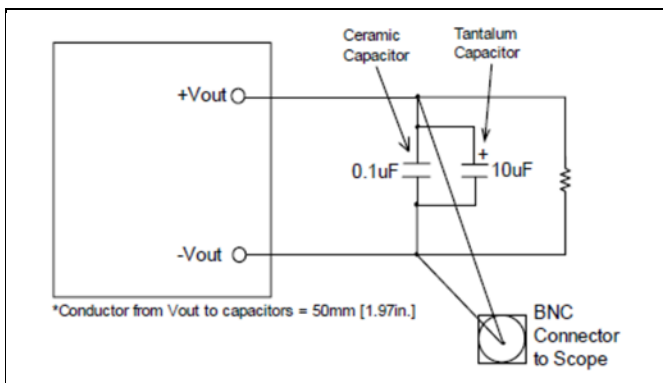 Ceramic
Capacitor
Tantalum
Capacitor
+Vout
+
0.1uF
10uF
-Vout
*Conductor from Vout to capacitors = 50mm [1.97in.]
BNC
Connector
to Scope